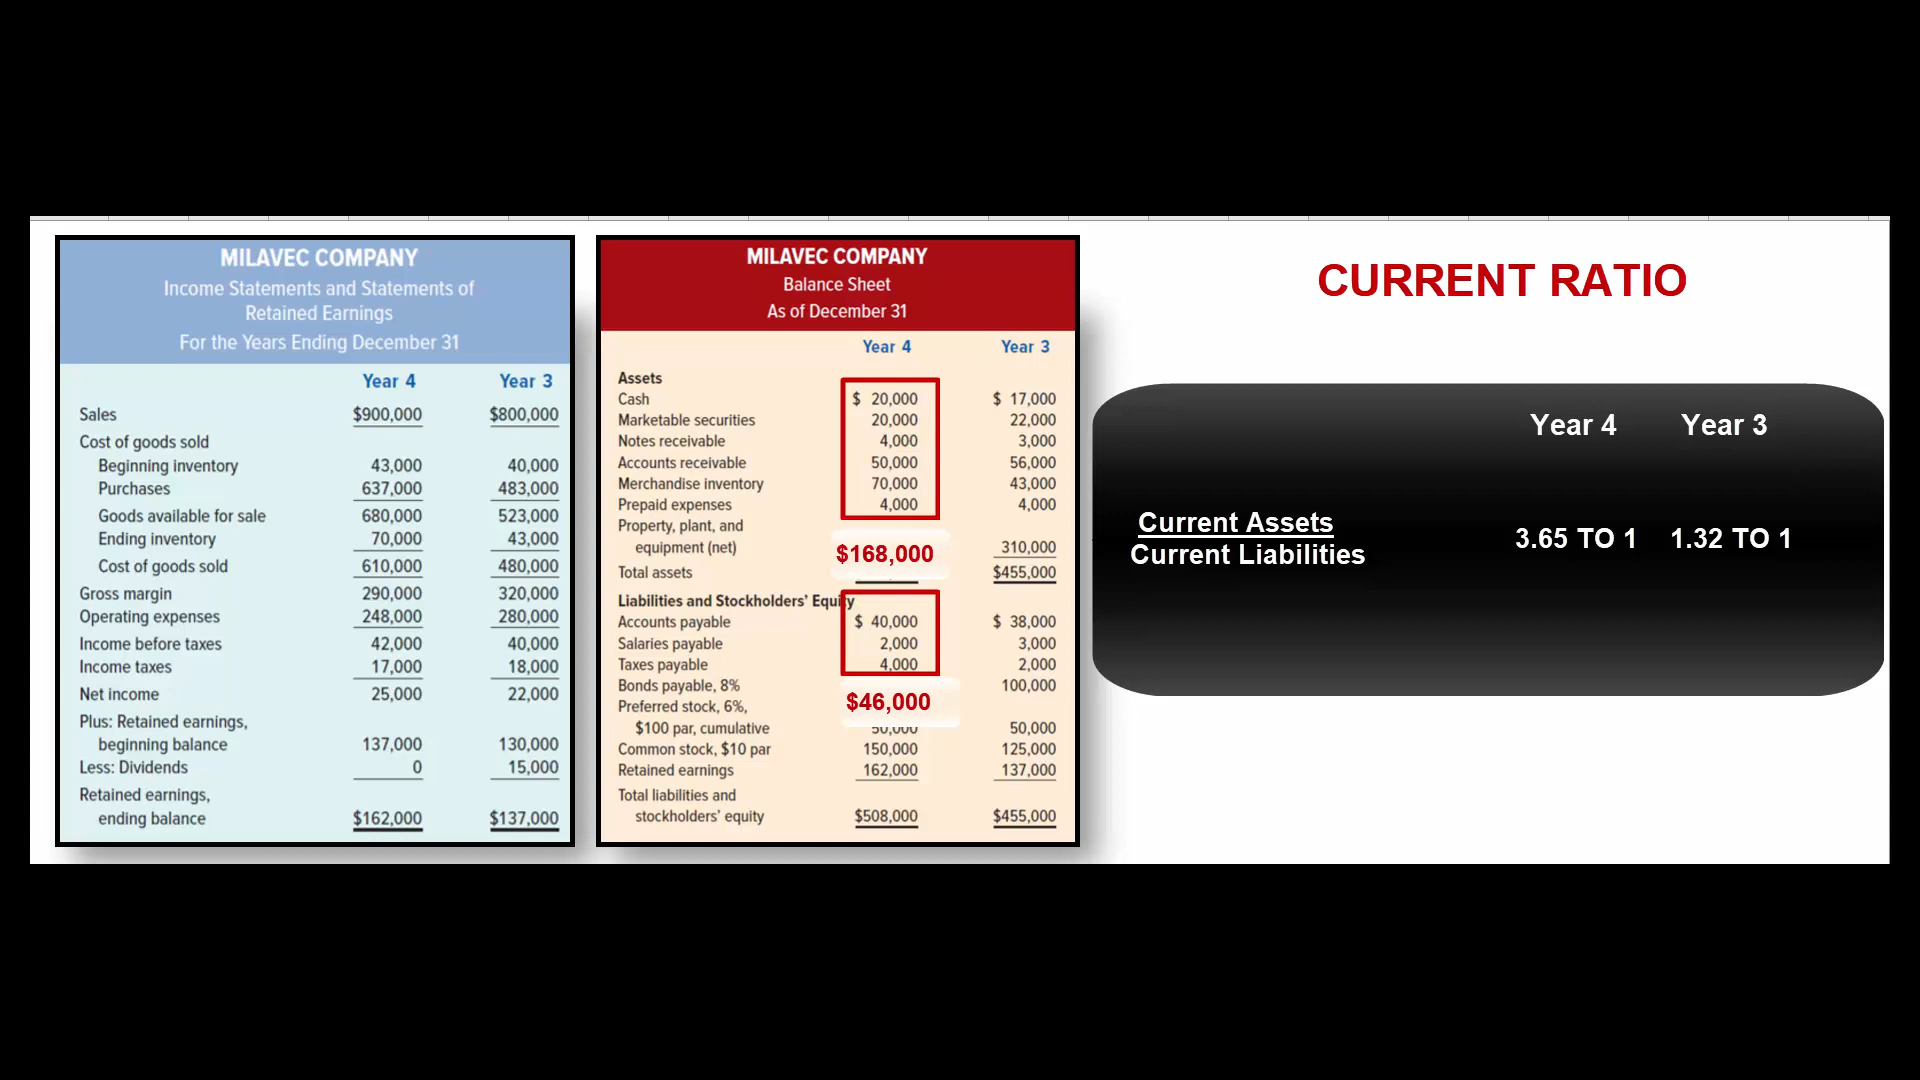 MILAVEC COMPANY
Income Statements and Statements of
Retained Earnings
For the Years Ending December 31
Year 4 Year 3
Sales $900,000 $800,000
Cost of goods sold
Beginning inventory 43,000 40,000
Purchases 637,000 483,000
Goods available for sale 680,000 523,000
Ending inventory 70,000 43,000
Cost of goods sold 610,000 480,000
Gross margin 290,000 320,000
Operating expenses 248,000 280,000
Income before taxes 42,000 40,000
Income taxes 17,000 18,000
Net income 25,000 22,000
Plus: Retained earnings,
beginning balance 137,000 130,000
Less: Dividends 0 15,000
Retained earnings,
ending balance $162,000 $137,000
MILAVEC COMPANY
Balance Sheet
As of December 31
Year 4 Year 3
Assets
Cash $ 20,000 $ 17,000
Marketable securities 20,000 22,000
Notes receivable 4,000 3,000
Accounts receivable 50,000 56,000
Merchandise inventory 70,000 43,000
Prepaid expenses 4,000 4,000
Property, plant, and
equipment (net) $168,000 310,000
Total assets $455,000
Liabilities and Stockholders' Equity
Accounts payable $ 40,000 $ 38,000
Salaries payable 2,000 3,000
Taxes payable 4,000 2,000
Bonds payable, 8% 100,000
$46,000
Preferred stock, 6%,
$100 par, cumulative 50,000 50,000
Common stock, $10 par 150,000 125,000
Retained earnings 162,000 137,000
Total liabilities and
stockholders' equity $508,000 $455,000
CURRENT RATIO
Year 4 Year 3
Current Assets
Current Liabilities
3.65 TO 1 1.32 TO 1